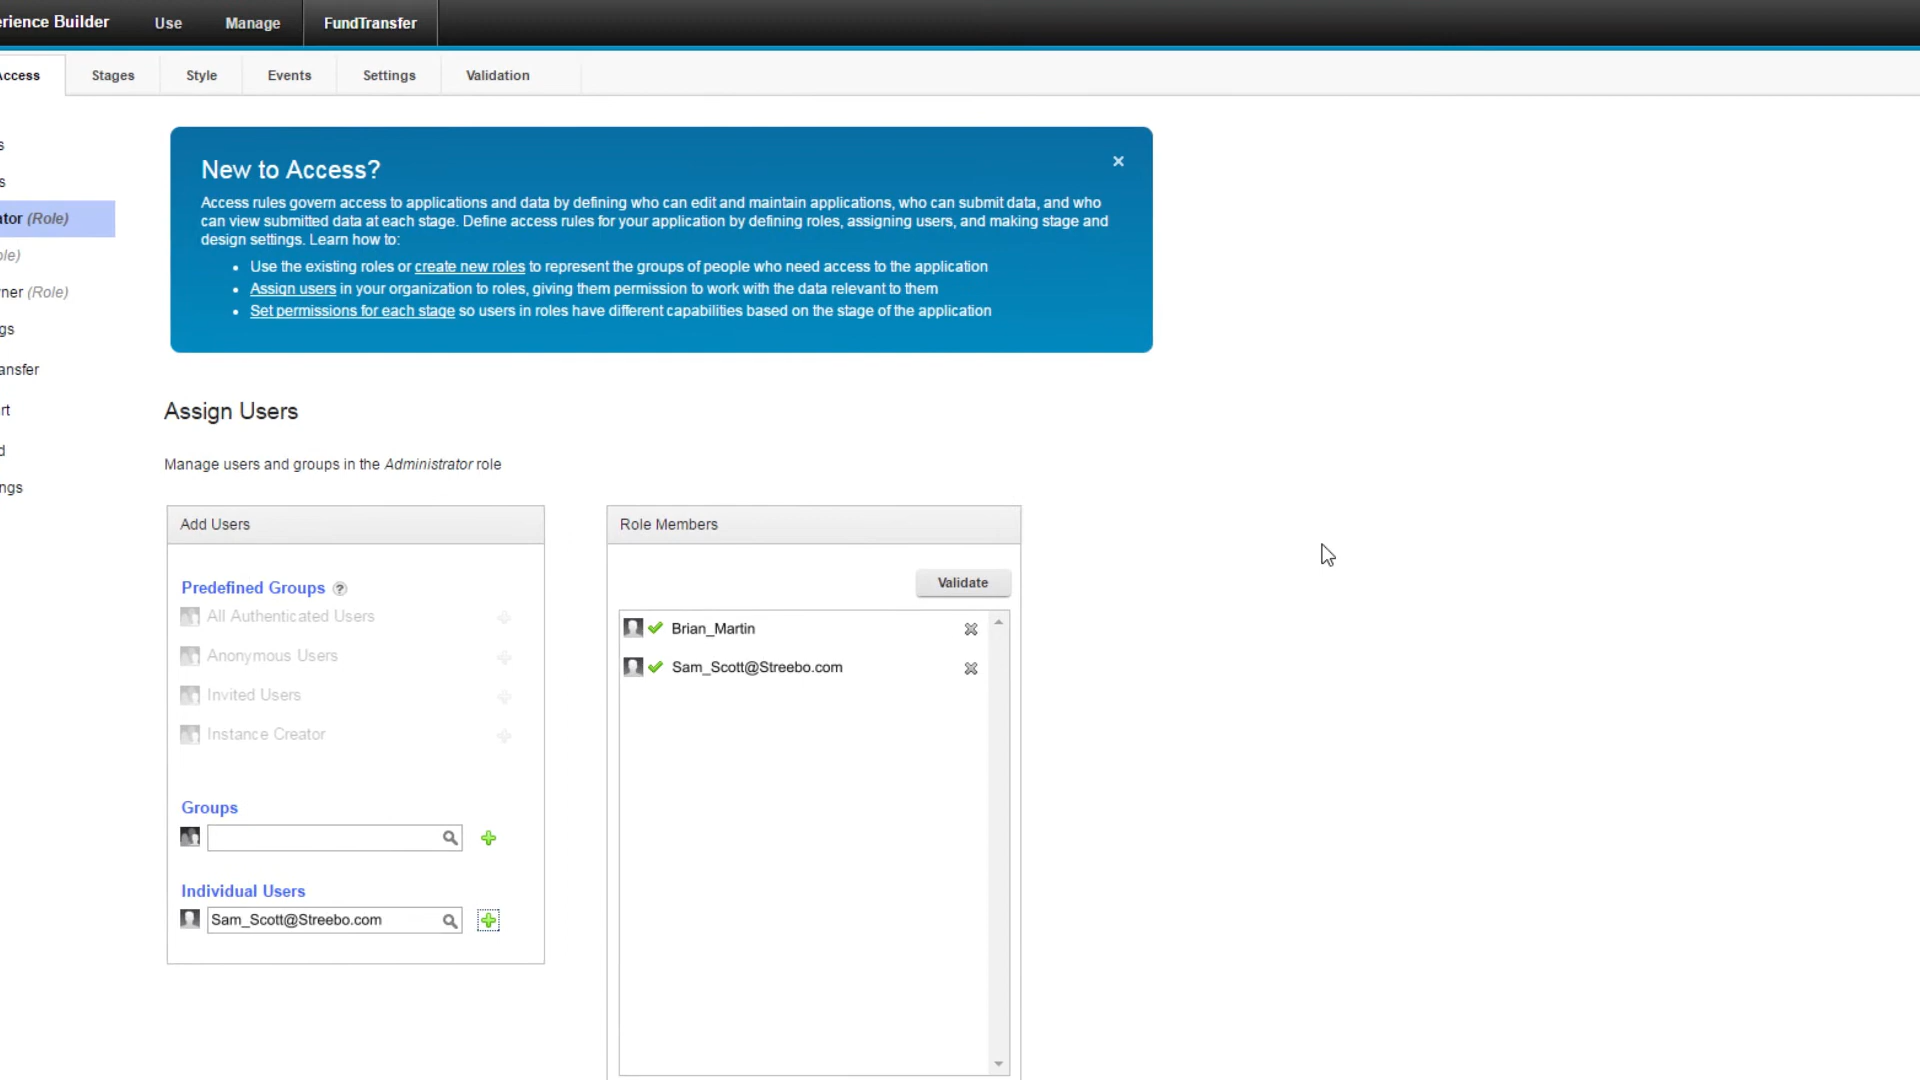 erience Builder
Use
Manage
FundTransfer
Access
Stages
Style
Events
Settings
Validation
s
s
ator (Role)
ole)
ner (Role)
gs
ansfer
rt
d
ngs
New to Access?
Access rules govern access to applications and data by defining who can edit and maintain applications, who can submit data, and who
can view submitted data at each stage. Define access rules for your application by defining roles, assigning users, and making stage and
design settings. Learn how to:
• Use the existing roles or create new roles to represent the groups of people who need access to the application
• Assign users in your organization to roles, giving them permission to work with the data relevant to them
• Set permissions for each stage so users in roles have different capabilities based on the stage of the application
Assign Users
Manage users and groups in the Administrator role
Add Users
Predefined Groups ?
All Authenticated Users
Anonymous Users
Invited Users
Instance Creator
Groups
Individual Users
Sam_Scott@Streebo.com
Role Members
Validate
Brian_Martin
Sam_Scott@Streebo.com